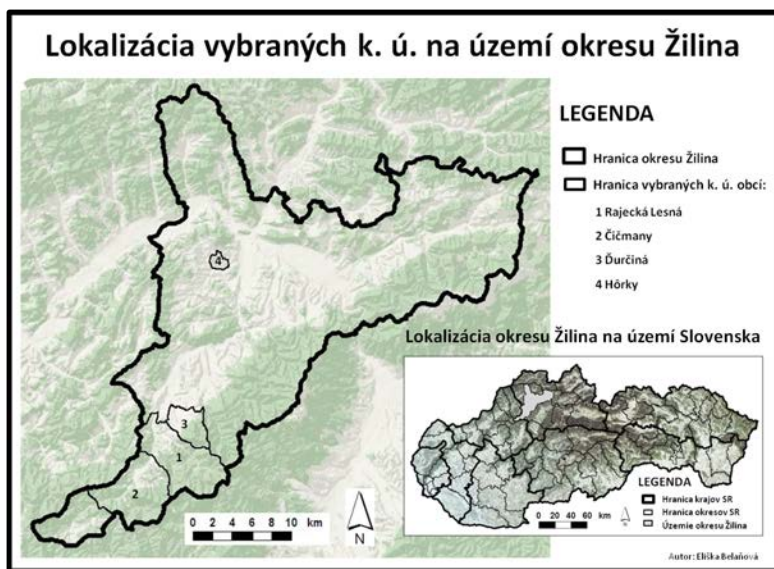 Lokalizácia vybraných k. ú. na území okresu Žilina
LEGENDA
Hranica okresu Žilina
Hranica vybraných k. ú. obcí:
1 Rajecká Lesná
2 Čičmany
3 Ďurčiná
4 Hôrky
4
3
1
2
0 2 4 6 8 10 km
N
Lokalizácia okresu Žilina na území Slovenska
LEGENDA
Hranica krajov SR
Hranica okresov SR
Územie okresu Žilina
0 20 40 60 km
N
Autor: Eliška Belaňová